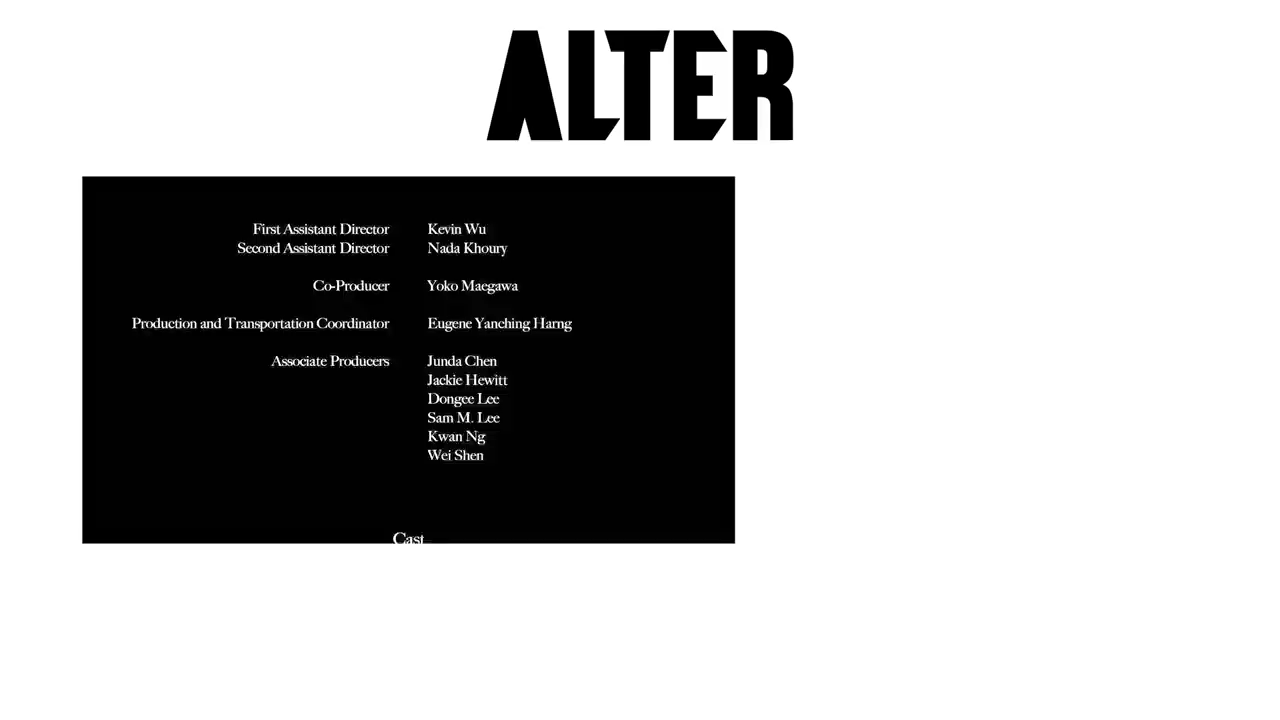 ALTER
First Assistant Director Kevin Wu
Second Assistant Director Nada Khoury
Co-Producer Yoko Maegawa
Production and Transportation Coordinator Eugene Yanching Harng
Associate Producers Junda Chen
Jackie Hewitt
Dongee Lee
Sam M. Lee
Kwan Ng
Wei Shen
Cast